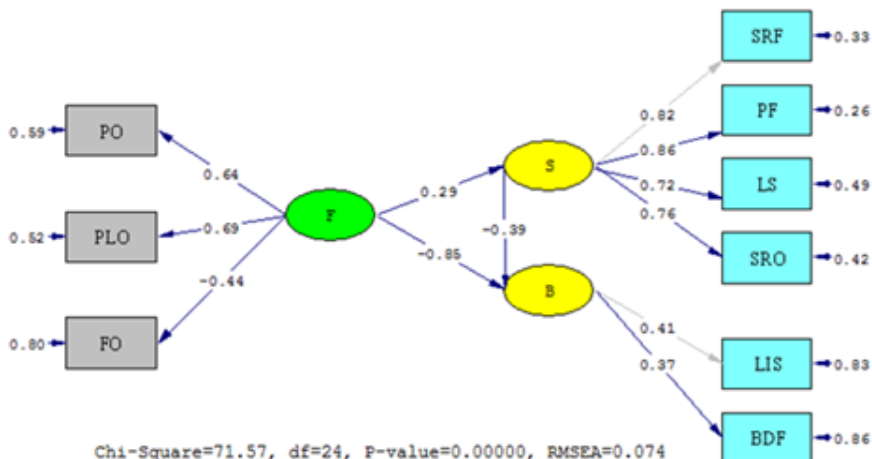 SRF
0.33
0.82
PF
0.26
0.59
PO
0.86
S
0.64
LS
0.49
0.29
0.72
F
0.76
0.52
PLO
0.69
-0.39
SRO
0.42
-0.85
-0.44
B
0.41
0.80
FO
LIS
0.83
0.37
BDF
0.86
Chi-Square=71.57, df=24, P-value=0.00000, RMSEA=0.074